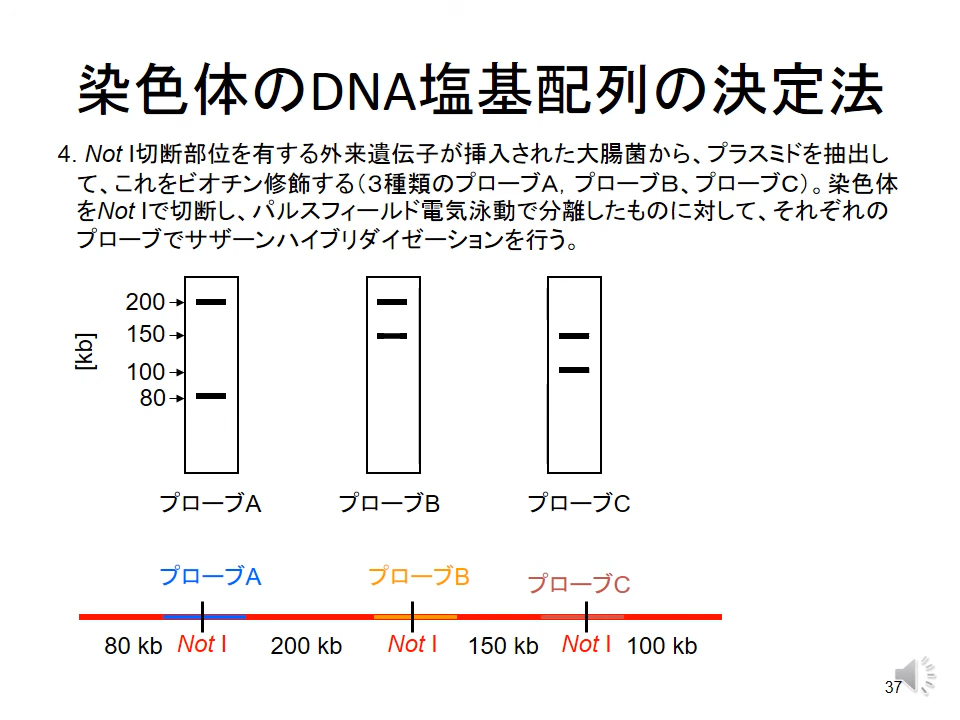 染色体のDNA塩基配列の決定法
4. Not I切断部位を有する外来遺伝子が挿入された大腸菌から、プラスミドを抽出し
て、これをビオチン修飾する（３種類のプローブA, プローブB、プローブC）。染色体
をNot Iで切断し、パルスフィールド電気泳動で分離したものに対して、それぞれの
プローブでサザーンハイブリダイゼーションを行う。
[kb]
200
150
100
80
プローブA プローブB プローブC
プローブA プローブB プローブC
80 kb Not I 200 kb Not I 150 kb Not I 100 kb
37